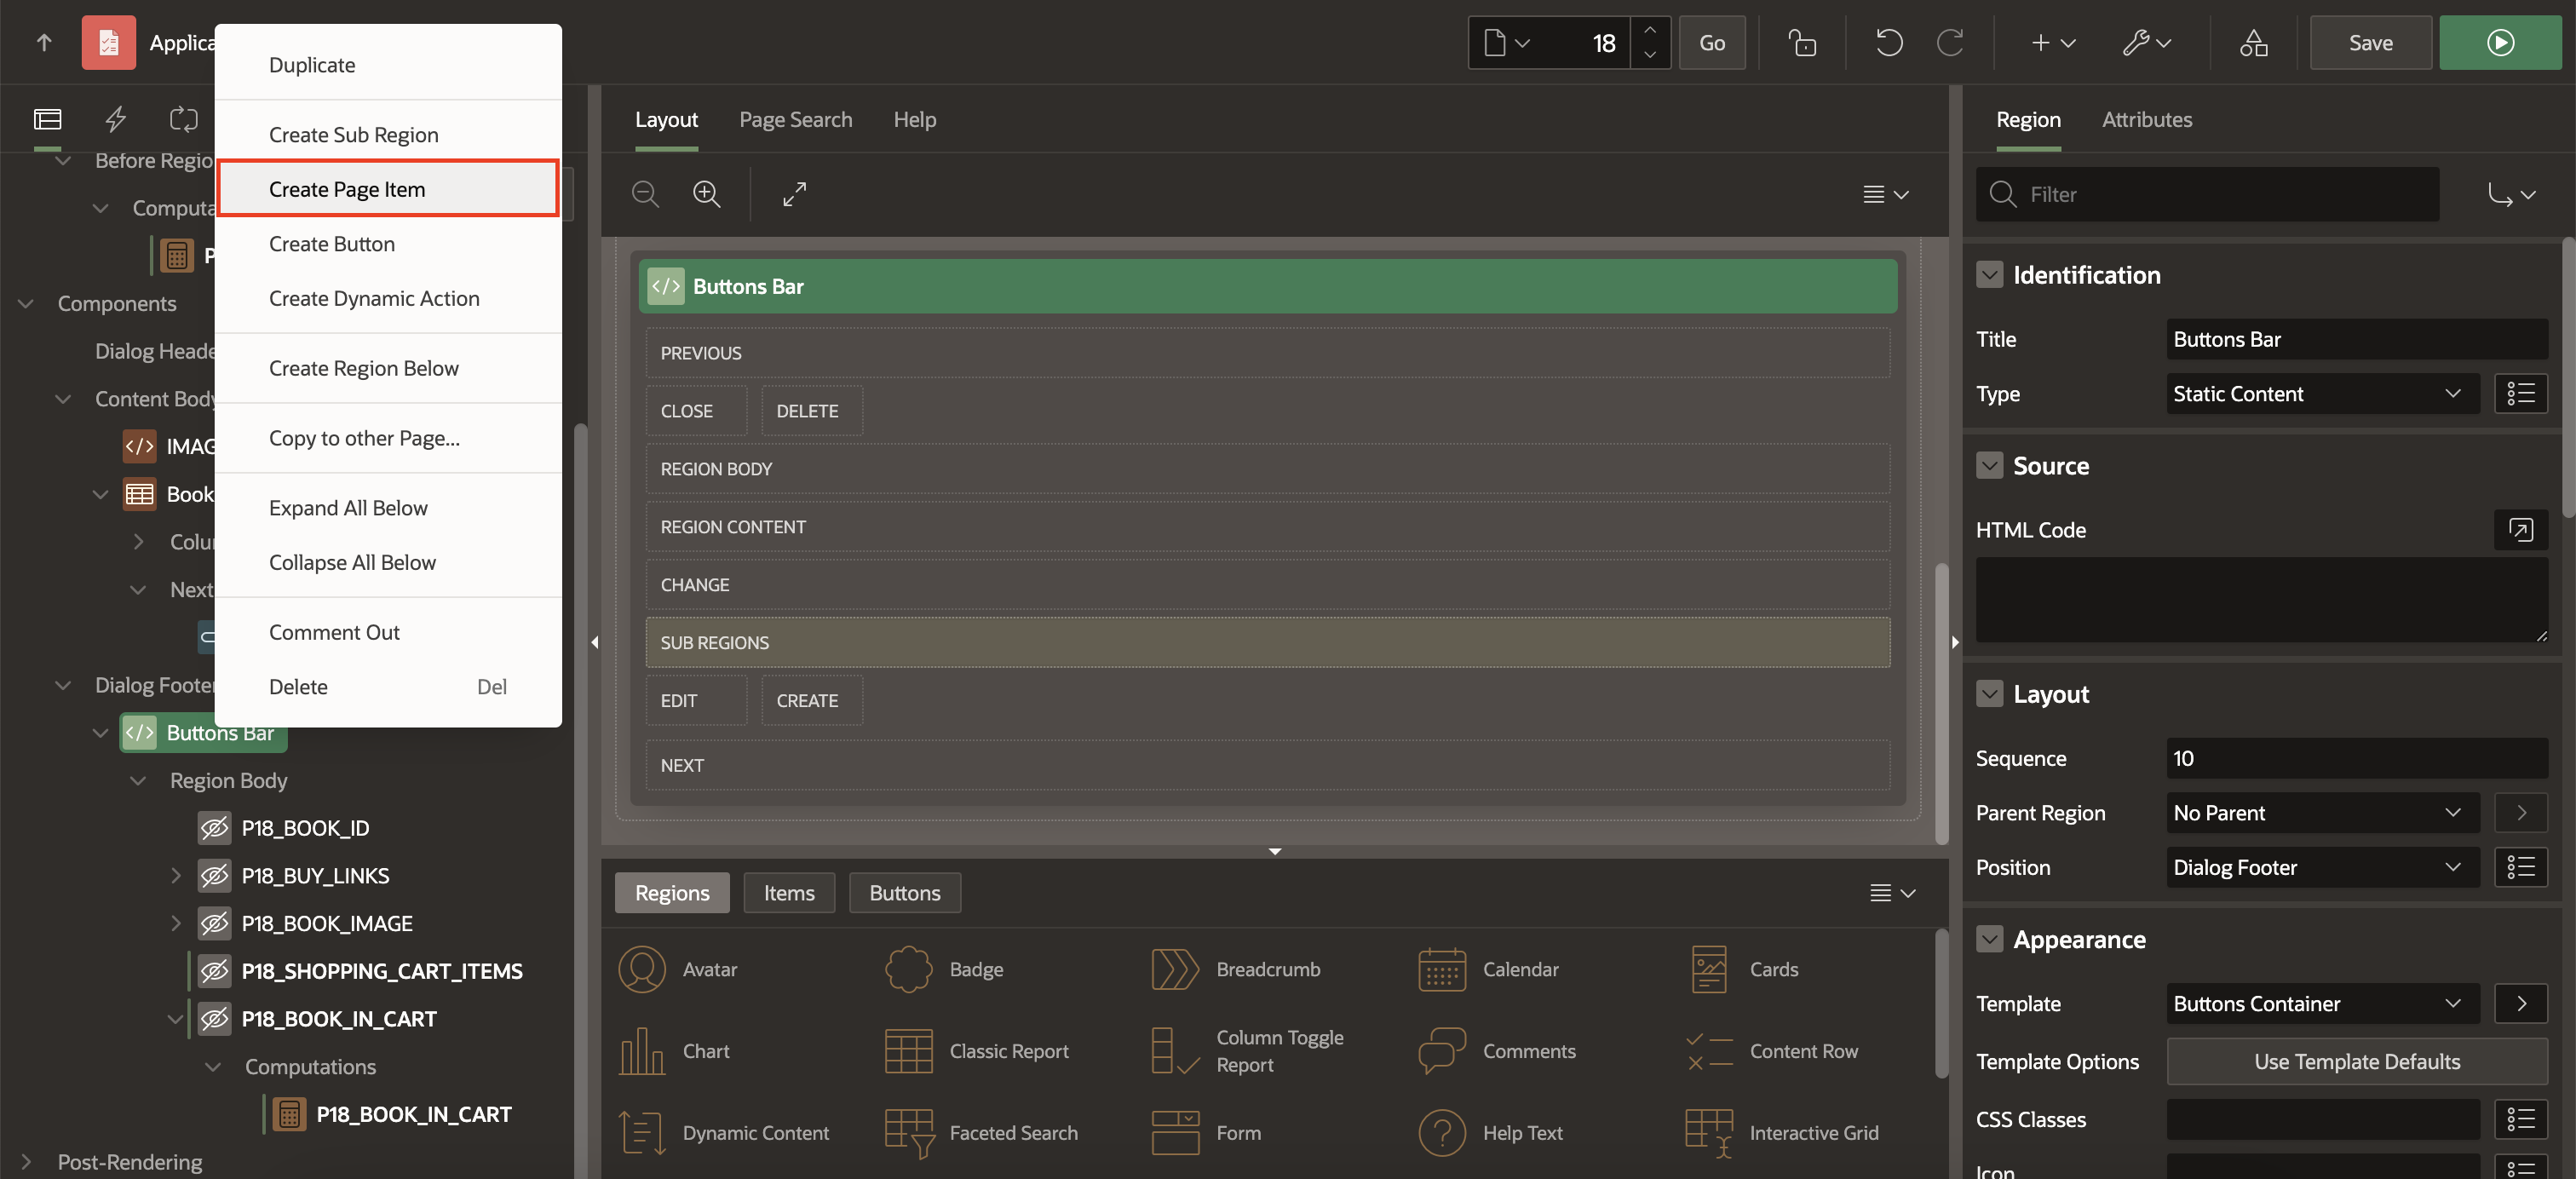 Applica
18
Go
Save
Duplicate
Create Sub Region
Create Page Item
Create Button
Create Dynamic Action
Create Region Below
Copy to other Page...
Expand All Below
Collapse All Below
Comment Out
Delete Del
Before Regio
Computa
P
Components
Dialog Heade
Content Body
IMAG
Book
Colu
Next
Dialog Footer
Buttons Bar
Region Body
P18_BOOK_ID
P18_BUY_LINKS
P18_BOOK_IMAGE
P18_SHOPPING_CART_ITEMS
P18_BOOK_IN_CART
Computations
P18_BOOK_IN_CART
Post-Rendering
Layout Page Search Help
Buttons Bar
PREVIOUS
CLOSE DELETE
REGION BODY
REGION CONTENT
CHANGE
SUB REGIONS
EDIT CREATE
NEXT
Regions Items Buttons
Avatar Badge Breadcrumb Calendar Cards
Chart Classic Report Column Toggle Report Comments Content Row
Dynamic Content Faceted Search Form Help Text Interactive Grid
Region Attributes
Filter
Identification
Title Buttons Bar
Type Static Content
Source
HTML Code
Layout
Sequence 10
Parent Region No Parent
Position Dialog Footer
Appearance
Template Buttons Container
Template Options Use Template Defaults
CSS Classes
Icon